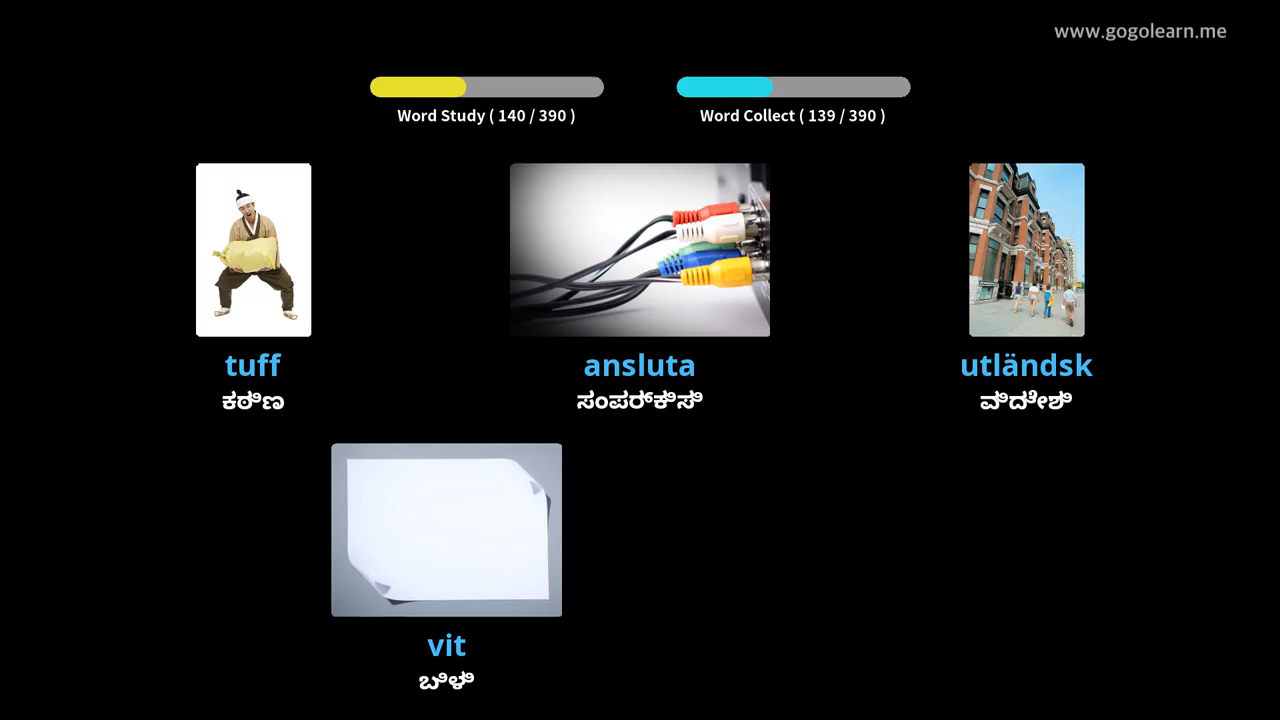 www.gogolearn.me
Word Study ( 140 / 390 )
Word Collect ( 139 / 390 )
tuff
ಕಠಿಣ
ansluta
ಸಂಪರ್ಕಿಸಿ
utländsk
ವಿದೇಶಿ
vit
ಬಿಳಿ